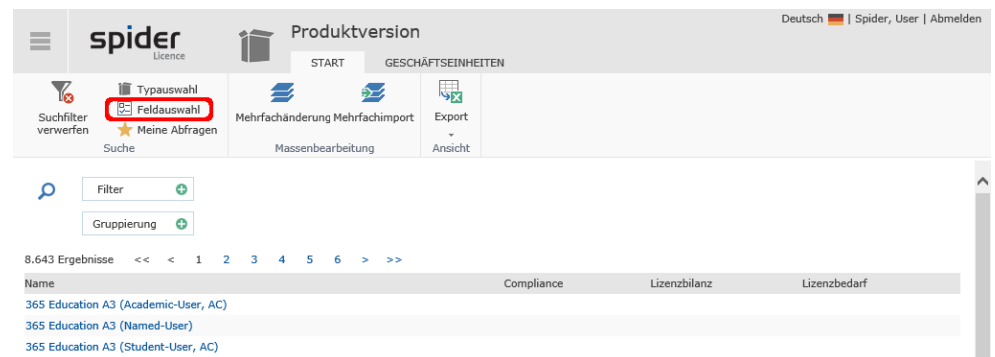 Deutsch | Spider, User | Abmelden
spider
Licence
Produktversion
START GESCHÄFTSEINHEITEN
Suchfilter verwerfen
Typauswahl
Feldauswahl
Meine Abfragen
Suche
Mehrfachänderung Mehrfachimport
Massenbearbeitung
Export
Ansicht
Filter
Gruppierung
8.643 Ergebnisse << < 1 2 3 4 5 6 > >>
Name Compliance Lizenzbilanz Lizenzbedarf
365 Education A3 (Academic-User, AC)
365 Education A3 (Named-User)
365 Education A3 (Student-User, AC)